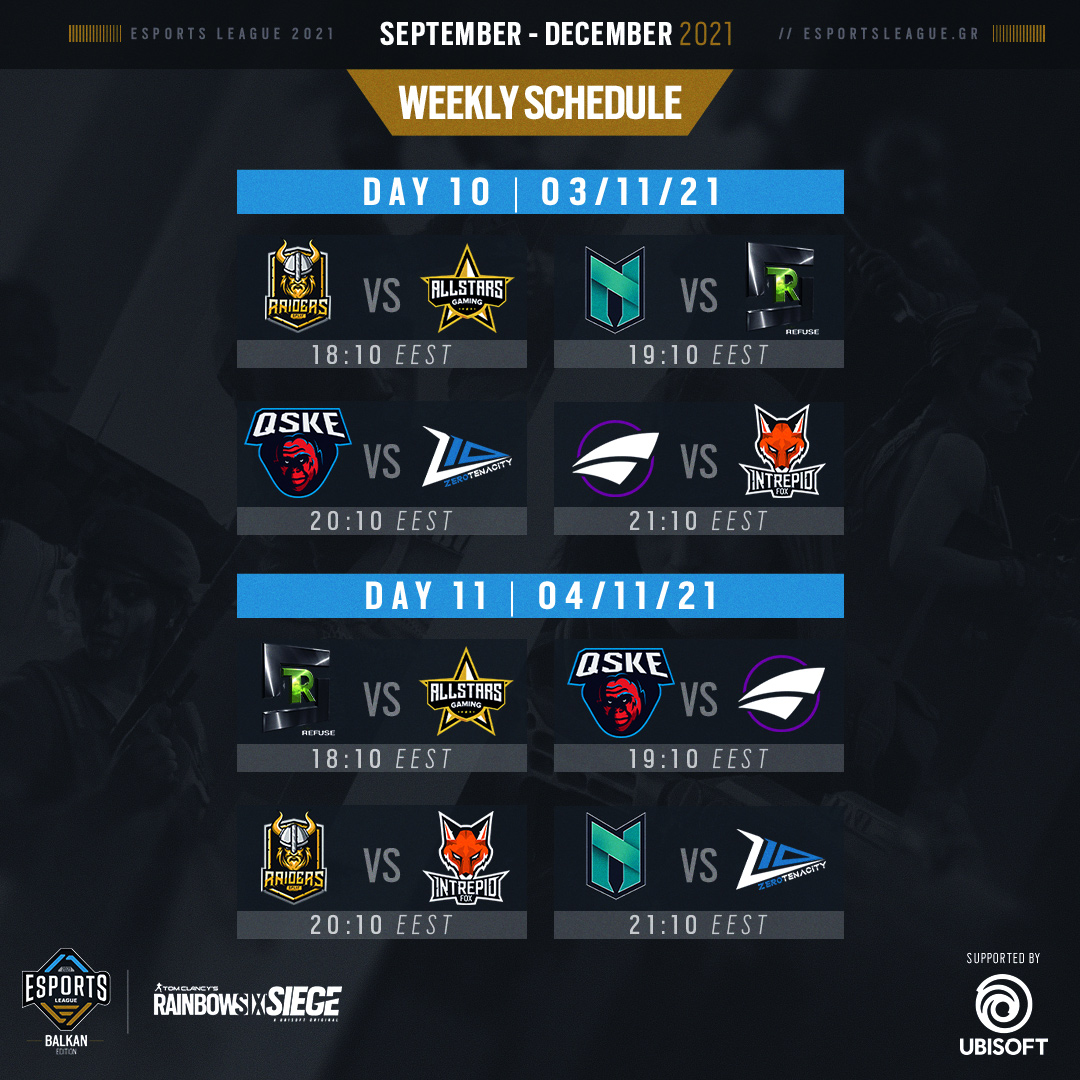 ESPORTS LEAGUE 2021
SEPTEMBER - DECEMBER 2021
// ESPORTSLEAGUE.GR
WEEKLY SCHEDULE
DAY 10 | 03/11/21
RAIDERS
SPLIT
VS
ALLSTARS
GAMING
18:10 EEST
VS
R
REFUSE
19:10 EEST
QSKE
VS
ZEROTENACITY
20:10 EEST
VS
INTREPID
FOX
21:10 EEST
DAY 11 | 04/11/21
R
REFUSE
VS
ALLSTARS
GAMING
18:10 EEST
QSKE
VS
19:10 EEST
RAIDERS
SPLIT
VS
INTREPID
FOX
20:10 EEST
N
VS
ZEROTENACITY
21:10 EEST
ESPORTS
LEAGUE
BALKAN
EDITION
TOM CLANCY'S
RAINBOWSIX SIEGE
A UBISOFT ORIGINAL
SUPPORTED BY
UBISOFT